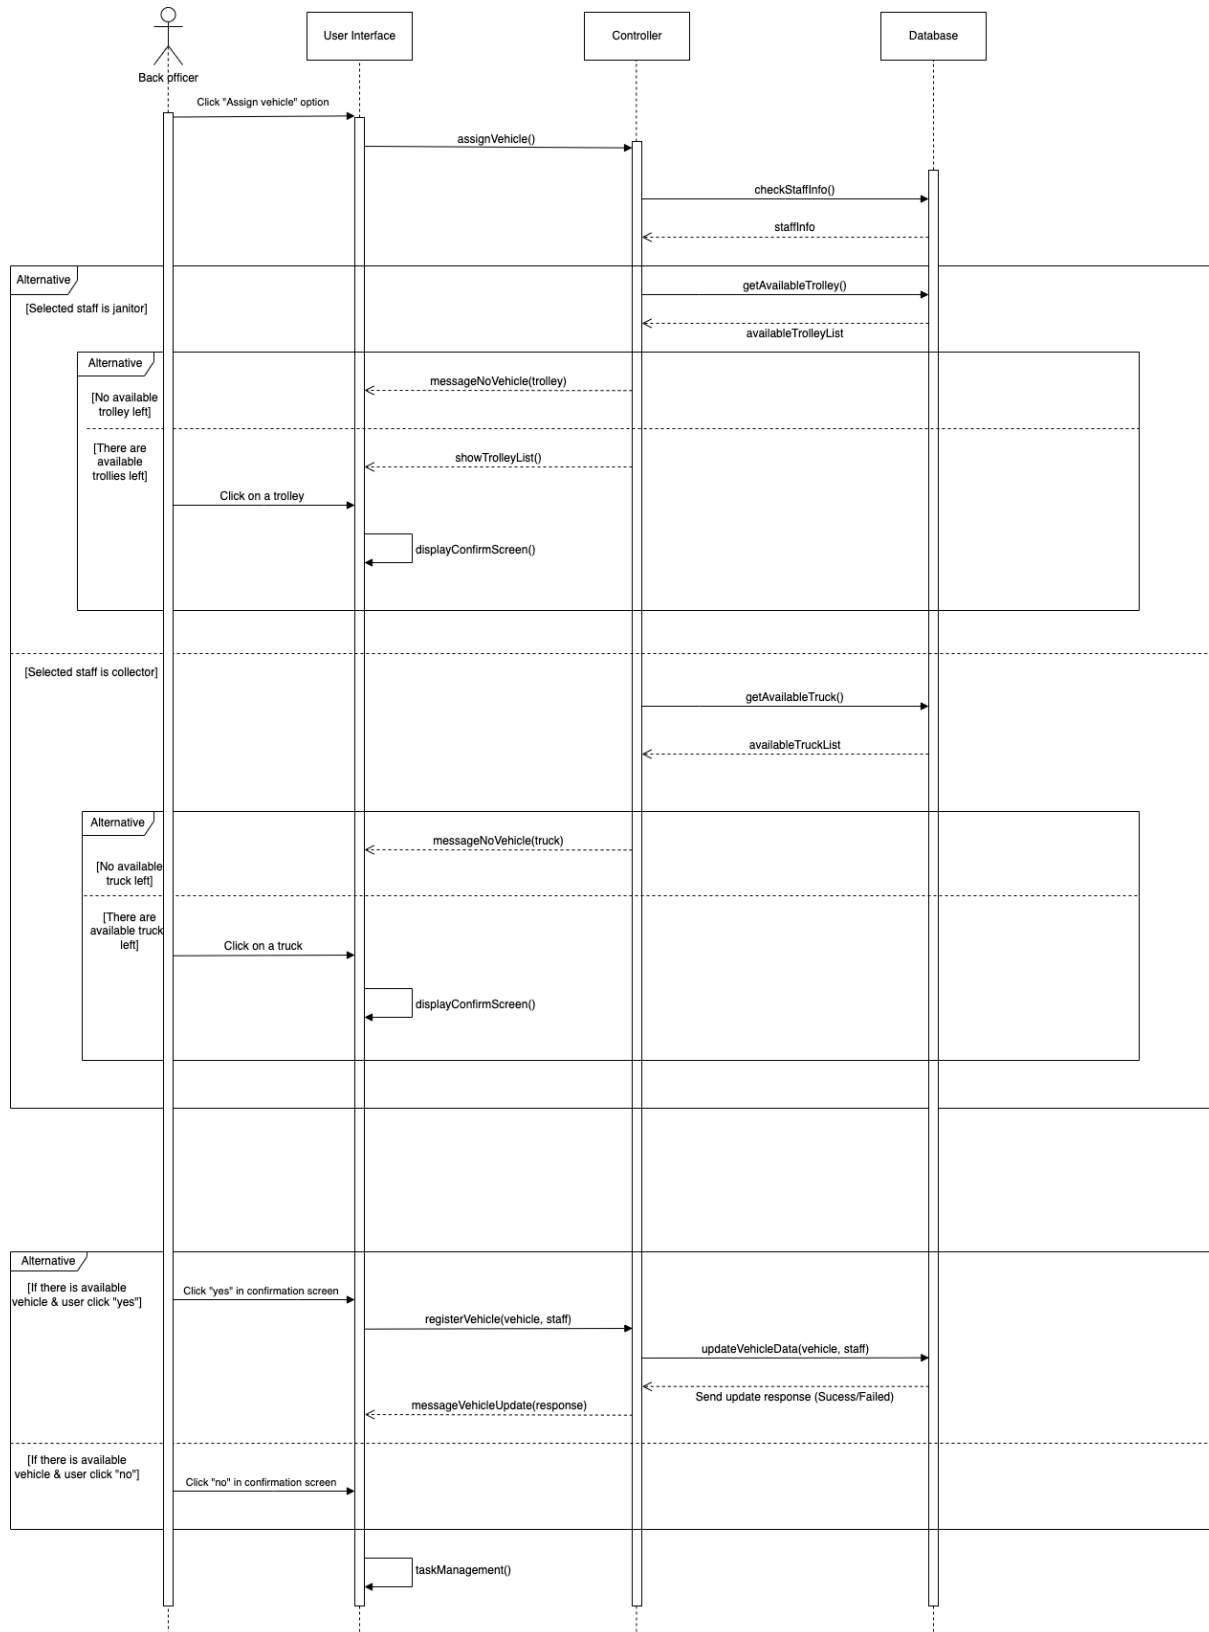 User Interface
Controller
Database
Back officer
Click "Assign vehicle" option
assignVehicle()
checkStaffInfo()
staffInfo
Alternative
[Selected staff is janitor]
getAvailableTrolley()
availableTrolleyList
Alternative
[No available
trolley left]
messageNoVehicle(trolley)
[There are
available
trollies left]
showTrolleyList()
Click on a trolley
displayConfirmScreen()
[Selected staff is collector]
getAvailableTruck()
availableTruckList
Alternative
messageNoVehicle(truck)
[No available
truck left]
[There are
available truck
left]
Click on a truck
displayConfirmScreen()
Alternative
[If there is available
vehicle & user click "yes"]
Click "yes" in confirmation screen
registerVehicle(vehicle, staff)
updateVehicleData(vehicle, staff)
Send update response (Sucess/Failed)
messageVehicleUpdate(response)
[If there is available
vehicle & user click "no"]
Click "no" in confirmation screen
taskManagement()